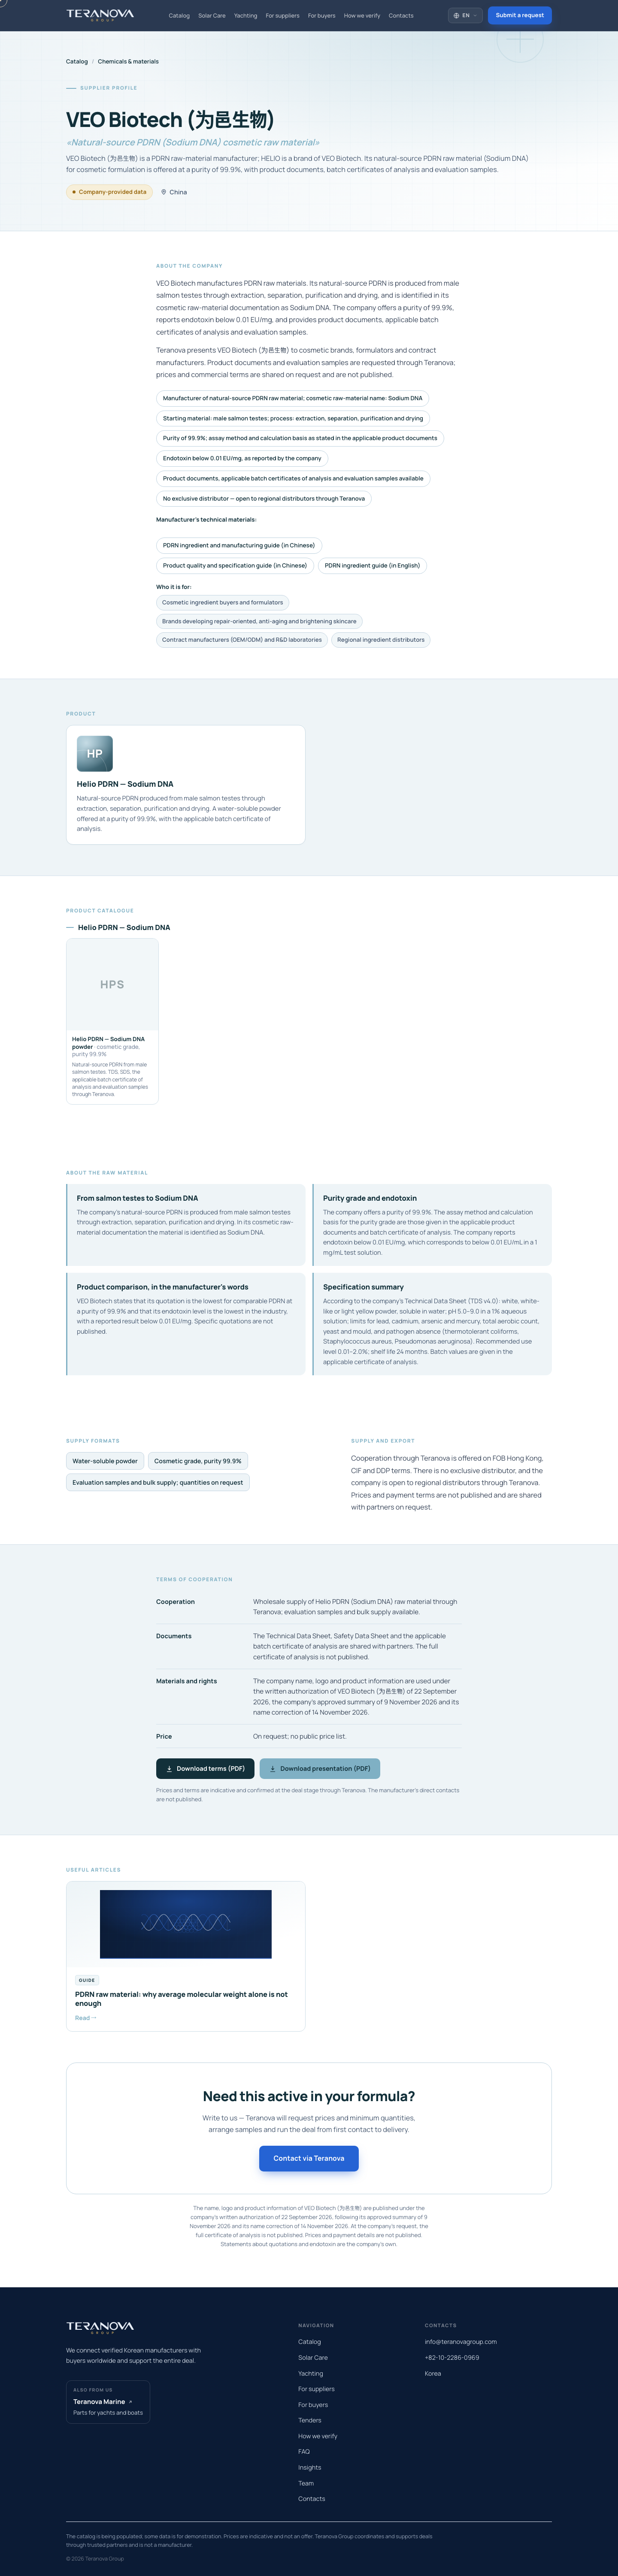 TERANOVA
GROUP
Catalog
Solar Care
Yachting
For suppliers
For buyers
How we verify
Contacts
EN
Submit a request
Catalog / Chemicals & materials
SUPPLIER PROFILE
VEO Biotech (为邑生物)
«Natural-source PDRN (Sodium DNA) cosmetic raw material»
VEO Biotech (为邑生物) is a PDRN raw-material manufacturer; HELIO is a brand of VEO Biotech. Its natural-source PDRN raw material (Sodium DNA)
for cosmetic formulation is offered at a purity of 99.9%, with product documents, batch certificates of analysis and evaluation samples.
Company-provided data
China
ABOUT THE COMPANY
VEO Biotech manufactures PDRN raw materials. Its natural-source PDRN is produced from male
salmon testes through extraction, separation, purification and drying, and is identified in its
cosmetic raw-material documentation as Sodium DNA. The company offers a purity of 99.9%,
reports endotoxin below 0.01 EU/mg, and provides product documents, applicable batch
certificates of analysis and evaluation samples.
Teranova presents VEO Biotech (为邑生物) to cosmetic brands, formulators and contract
manufacturers. Product documents and evaluation samples are requested through Teranova;
prices and commercial terms are shared on request and are not published.
Manufacturer of natural-source PDRN raw material; cosmetic raw-material name: Sodium DNA
Starting material: male salmon testes; process: extraction, separation, purification and drying
Purity of 99.9%; assay method and calculation basis as stated in the applicable product documents
Endotoxin below 0.01 EU/mg, as reported by the company
Product documents, applicable batch certificates of analysis and evaluation samples available
No exclusive distributor — open to regional distributors through Teranova
Manufacturer's technical materials:
PDRN ingredient and manufacturing guide (in Chinese)
Product quality and specification guide (in Chinese)
PDRN ingredient guide (in English)
Who it is for:
Cosmetic ingredient buyers and formulators
Brands developing repair-oriented, anti-aging and brightening skincare
Contract manufacturers (OEM/ODM) and R&D laboratories
Regional ingredient distributors
PRODUCT
HP
Helio PDRN — Sodium DNA
Natural-source PDRN produced from male salmon testes through
extraction, separation, purification and drying. A water-soluble powder
offered at a purity of 99.9%, with the applicable batch certificate of
analysis.
PRODUCT CATALOGUE
Helio PDRN — Sodium DNA
HPS
Helio PDRN — Sodium DNA
powder · cosmetic grade,
purity 99.9%
Natural-source PDRN from male
salmon testes. TDS, SDS, the
applicable batch certificate of
analysis and evaluation samples
through Teranova.
ABOUT THE RAW MATERIAL
From salmon testes to Sodium DNA
The company's natural-source PDRN is produced from male salmon testes
through extraction, separation, purification and drying. In its cosmetic raw-
material documentation the material is identified as Sodium DNA.
Purity grade and endotoxin
The company offers a purity of 99.9%. The assay method and calculation
basis for the purity grade are those given in the applicable product
documents and batch certificate of analysis. The company reports
endotoxin below 0.01 EU/mg, which corresponds to below 0.01 EU/mL in a 1
mg/mL test solution.
Product comparison, in the manufacturer's words
VEO Biotech states that its quotation is the lowest for comparable PDRN at
a purity of 99.9% and that its endotoxin level is the lowest in the industry,
with a reported result below 0.01 EU/mg. Specific quotations are not
published.
Specification summary
According to the company's Technical Data Sheet (TDS v4.0): white, white-
like or light yellow powder, soluble in water; pH 5.0–9.0 in a 1% aqueous
solution; limits for lead, cadmium, arsenic and mercury, total aerobic count,
yeast and mould, and pathogen absence (thermotolerant coliforms,
Staphylococcus aureus, Pseudomonas aeruginosa). Recommended use
level 0.01–2.0%; shelf life 24 months. Batch values are given in the
applicable certificate of analysis.
SUPPLY FORMATS
Water-soluble powder
Cosmetic grade, purity 99.9%
Evaluation samples and bulk supply; quantities on request
SUPPLY AND EXPORT
Cooperation through Teranova is offered on FOB Hong Kong,
CIF and DDP terms. There is no exclusive distributor, and the
company is open to regional distributors through Teranova.
Prices and payment terms are not published and are shared
with partners on request.
TERMS OF COOPERATION
Cooperation
Wholesale supply of Helio PDRN (Sodium DNA) raw material through
Teranova; evaluation samples and bulk supply available.
Documents
The Technical Data Sheet, Safety Data Sheet and the applicable
batch certificate of analysis are shared with partners. The full
certificate of analysis is not published.
Materials and rights
The company name, logo and product information are used under
the written authorization of VEO Biotech (为邑生物) of 22 September
2026, the company's approved summary of 9 November 2026 and its
name correction of 14 November 2026.
Price
On request; no public price list.
Download terms (PDF)
Download presentation (PDF)
Prices and terms are indicative and confirmed at the deal stage through Teranova. The manufacturer's direct contacts
are not published.
USEFUL ARTICLES
GUIDE
PDRN raw material: why average molecular weight alone is not
enough
Read →
Need this active in your formula?
Write to us — Teranova will request prices and minimum quantities,
arrange samples and run the deal from first contact to delivery.
Contact via Teranova
The name, logo and product information of VEO Biotech (为邑生物) are published under the
company's written authorization of 22 September 2026, following its approved summary of 9
November 2026 and its name correction of 14 November 2026. At the company's request, the
full certificate of analysis is not published. Prices and payment terms are not published.
Statements about quotations and endotoxin are the company's own.
TERANOVA
GROUP
We connect verified Korean manufacturers with
buyers worldwide and support the entire deal.
ALSO FROM US
Teranova Marine ↗
Parts for yachts and boats
NAVIGATION
Catalog
Solar Care
Yachting
For suppliers
For buyers
Tenders
How we verify
FAQ
Insights
Team
Contacts
CONTACTS
info@teranovagroup.com
+82-10-2286-0969
Korea
The catalog is being populated; some data is for demonstration. Prices are indicative and not an offer. Teranova Group coordinates and supports deals
through trusted partners and is not a manufacturer.
© 2026 Teranova Group